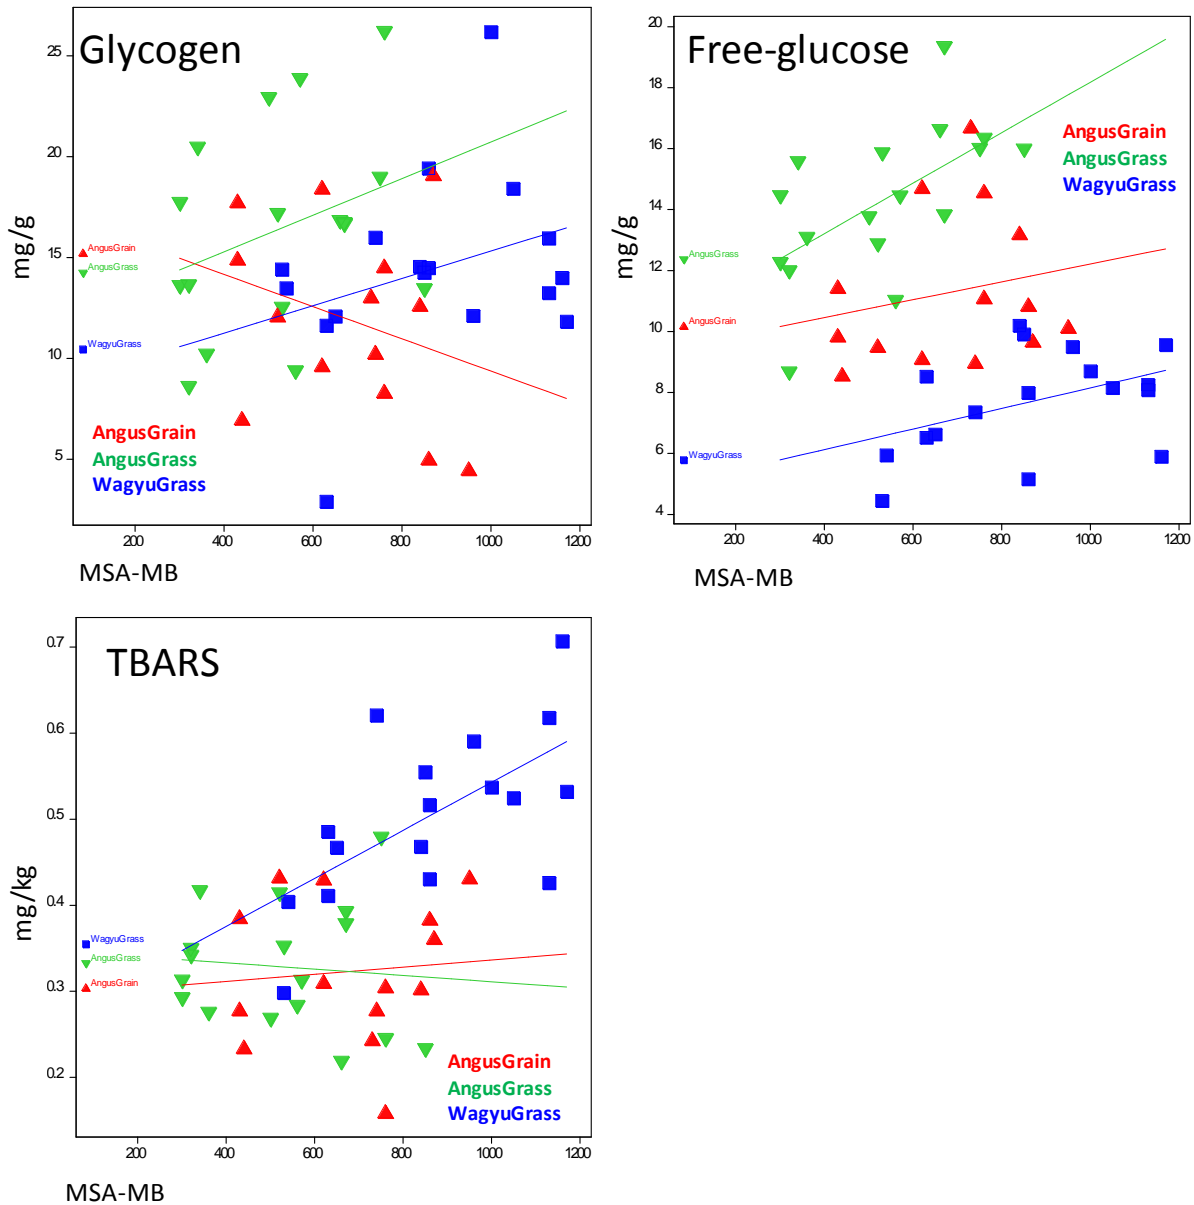 Glycogen
25
20
mg/g
15
10
5
AngusGrain
AngusGrass
WagyuGrass
AngusGrain
AngusGrass
WagyuGrass
200
400
600
800
1000
1200
MSA-MB
Free-glucose
20
18
16
14
mg/g
12
10
8
6
4
AngusGrain
AngusGrass
WagyuGrass
AngusGrass
AngusGrain
WagyuGrass
200
400
600
800
1000
1200
MSA-MB
TBARS
0.7
0.6
0.5
mg/kg
0.4
0.3
0.2
WagyuGrass
AngusGrass
AngusGrain
AngusGrain
AngusGrass
WagyuGrass
200
400
600
800
1000
1200
MSA-MB